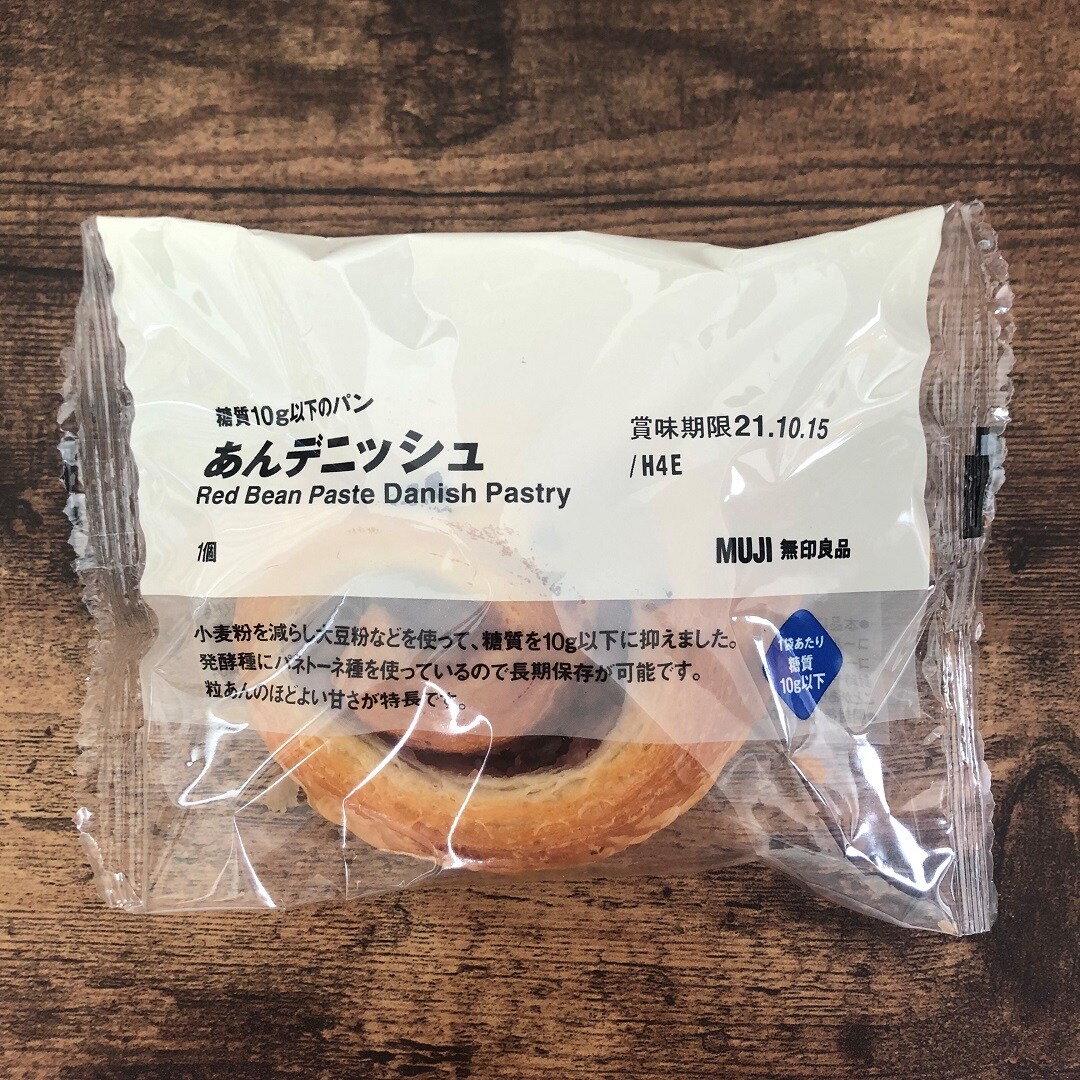 糖質10g以下のパン
あんデニッシュ
Red Bean Paste Danish Pastry
1個
賞味期限21.10.15
/H4E
MUJI 無印良品
小麦粉を減らし大豆粉などを使って、糖質を10g以下に抑えました。
発酵種にパネトーネ種を使っているので長期保存が可能です。
粒あんのほどよい甘さが特長です。
1袋あたり
糖質
10g以下